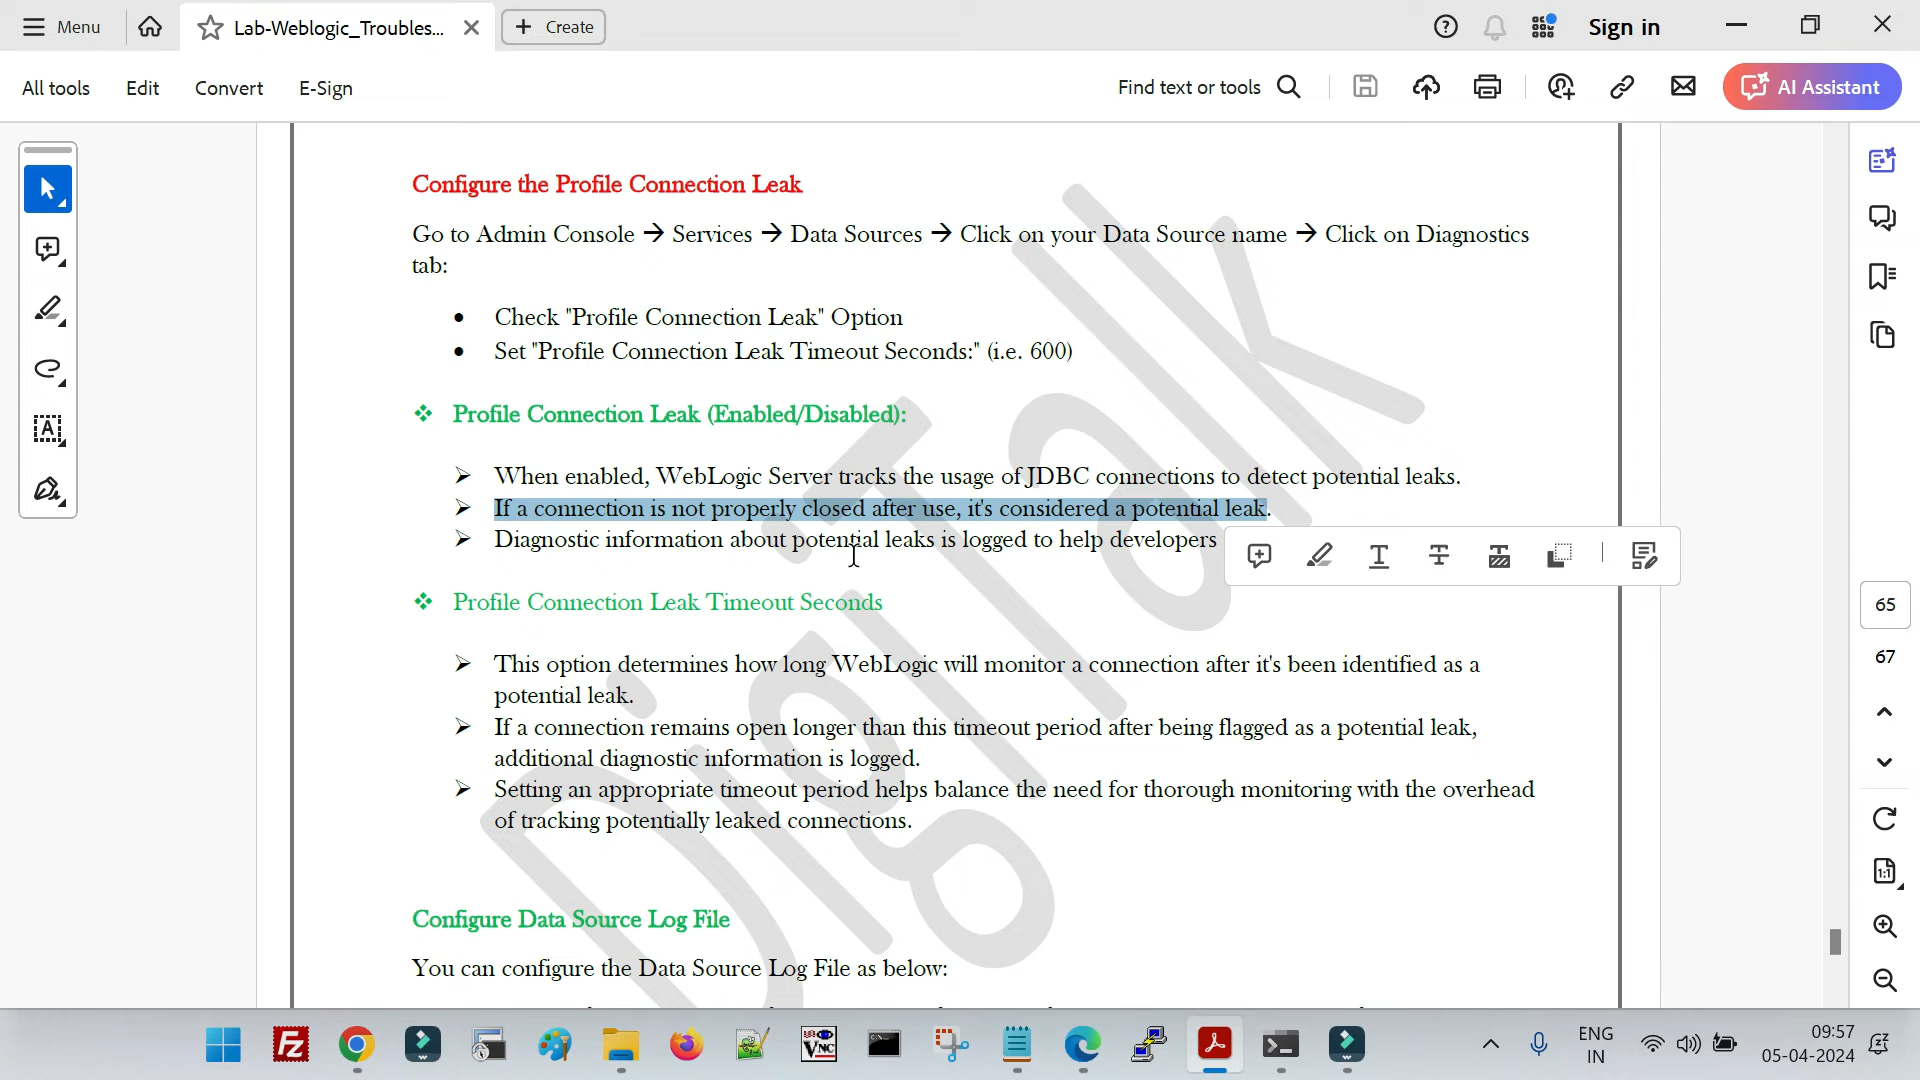 Menu
Lab-Weblogic_Troubles...
Create
Sign in
All tools
Edit
Convert
E-Sign
Find text or tools
AI Assistant
Configure the Profile Connection Leak
Go to Admin Console → Services → Data Sources → Click on your Data Source name → Click on Diagnostics
tab:
• Check "Profile Connection Leak" Option
• Set "Profile Connection Leak Timeout Seconds:" (i.e. 600)
❖ Profile Connection Leak (Enabled/Disabled):
➢ When enabled, WebLogic Server tracks the usage of JDBC connections to detect potential leaks.
➢ If a connection is not properly closed after use, it's considered a potential leak.
➢ Diagnostic information about potential leaks is logged to help developers
❖ Profile Connection Leak Timeout Seconds
➢ This option determines how long WebLogic will monitor a connection after it's been identified as a
potential leak.
➢ If a connection remains open longer than this timeout period after being flagged as a potential leak,
additional diagnostic information is logged.
➢ Setting an appropriate timeout period helps balance the need for thorough monitoring with the overhead
of tracking potentially leaked connections.
Configure Data Source Log File
You can configure the Data Source Log File as below:
DigiTalk
65
67
1:1
ENG
IN
09:57
05-04-2024